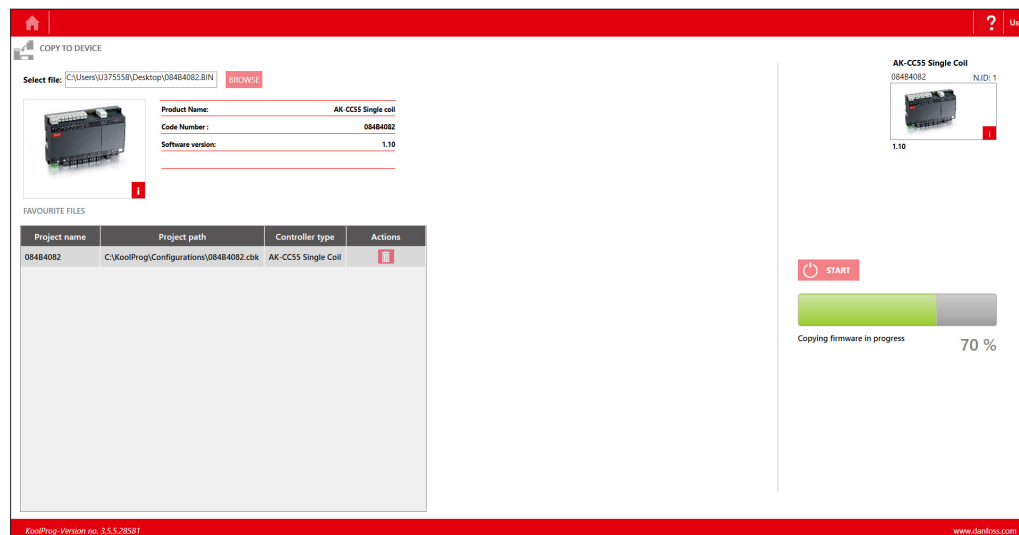 ?
Us
COPY TO DEVICE
Select file: C:\Users\U375558\Desktop\084B4082.BIN BROWSE
Product Name: AK-CC55 Single coil
Code Number : 084B4082
Software version: 1.10
i
FAVOURITE FILES
Project name Project path Controller type Actions
084B4082 C:\KoolProg\Configurations\084B4082.cbk AK-CC55 Single Coil
AK-CC55 Single Coil
084B4082 N.ID: 1
i
1.10
START
Copying firmware in progress
70 %
KoolProg-Version no. 3.5.5.28581
www.danfoss.com